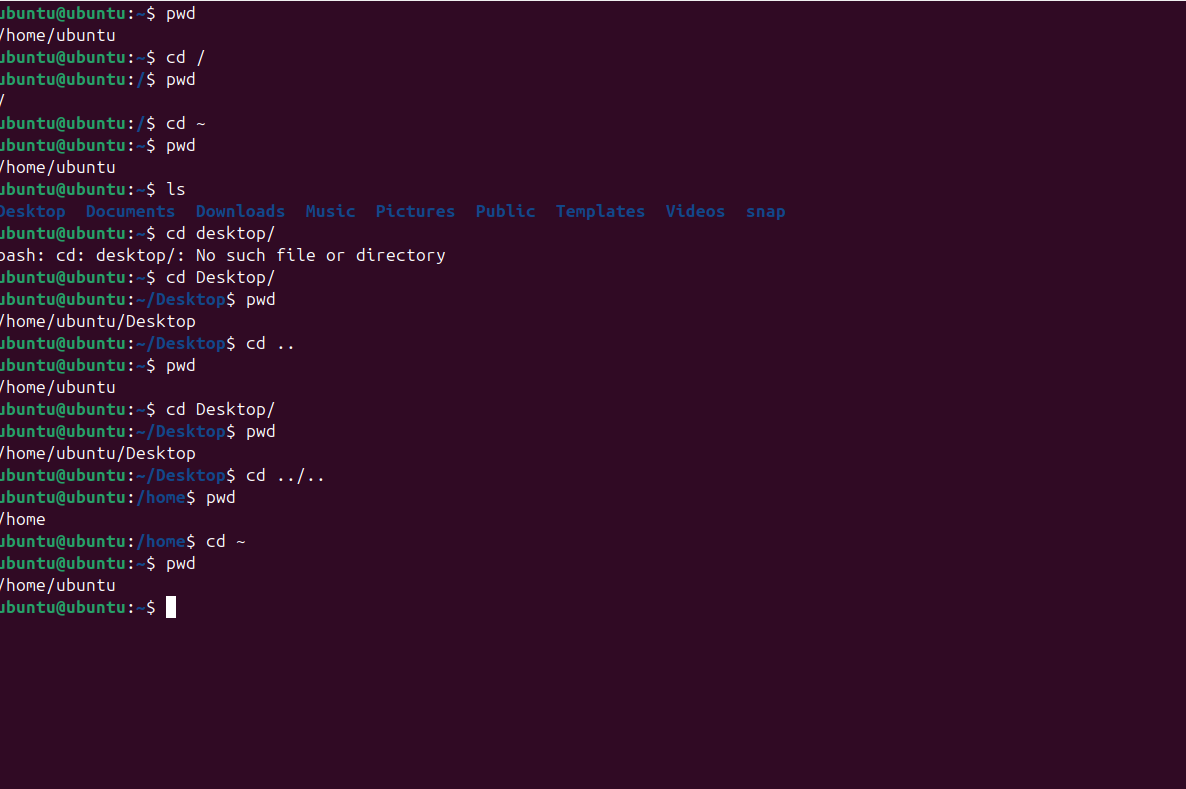 ubuntu@ubuntu:~$ pwd
/home/ubuntu
ubuntu@ubuntu:~$ cd /
ubuntu@ubuntu:/$ pwd
/
ubuntu@ubuntu:/$ cd ~
ubuntu@ubuntu:~$ pwd
/home/ubuntu
ubuntu@ubuntu:~$ ls
Desktop  Documents  Downloads  Music  Pictures  Public  Templates  Videos  snap
ubuntu@ubuntu:~$ cd desktop/
bash: cd: desktop/: No such file or directory
ubuntu@ubuntu:~$ cd Desktop/
ubuntu@ubuntu:~/Desktop$ pwd
/home/ubuntu/Desktop
ubuntu@ubuntu:~/Desktop$ cd ..
ubuntu@ubuntu:~$ pwd
/home/ubuntu
ubuntu@ubuntu:~$ cd Desktop/
ubuntu@ubuntu:~/Desktop$ pwd
/home/ubuntu/Desktop
ubuntu@ubuntu:~/Desktop$ cd ../..
ubuntu@ubuntu:/home$ pwd
/home
ubuntu@ubuntu:/home$ cd ~
ubuntu@ubuntu:~$ pwd
/home/ubuntu
ubuntu@ubuntu:~$